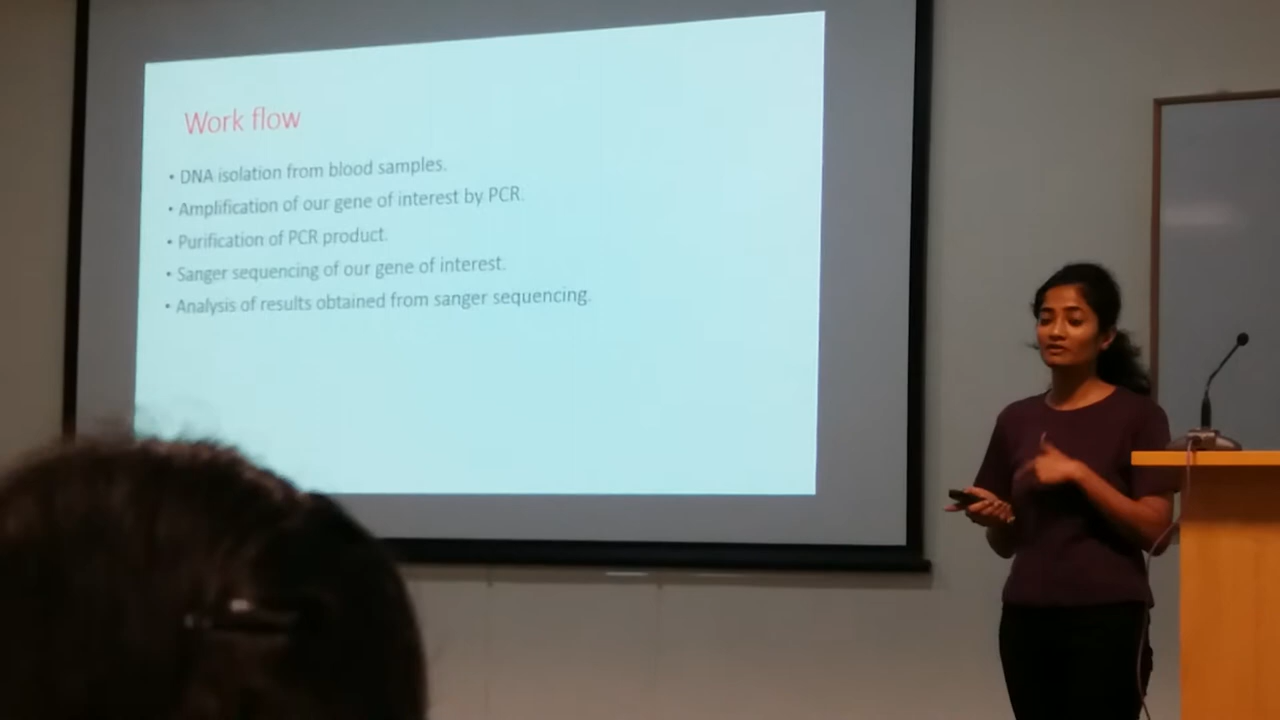 Work flow
• DNA isolation from blood samples.
• Amplification of our gene of interest by PCR.
• Purification of PCR product.
• Sanger sequencing of our gene of interest.
• Analysis of results obtained from sanger sequencing.